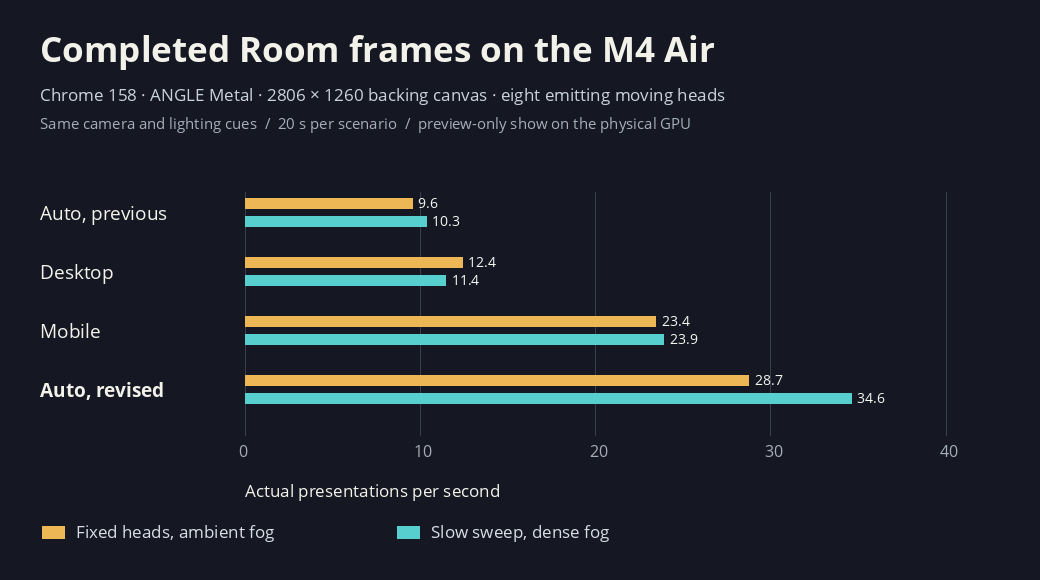 Completed Room frames on the M4 Air
Chrome 158 · ANGLE Metal · 2806 × 1260 backing canvas · eight emitting moving heads
Same camera and lighting cues / 20 s per scenario / preview-only show on the physical GPU
Auto, previous
9.6
10.3
Desktop
12.4
11.4
Mobile
23.4
23.9
Auto, revised
28.7
34.6
0 10 20 30 40
Actual presentations per second
Fixed heads, ambient fog
Slow sweep, dense fog